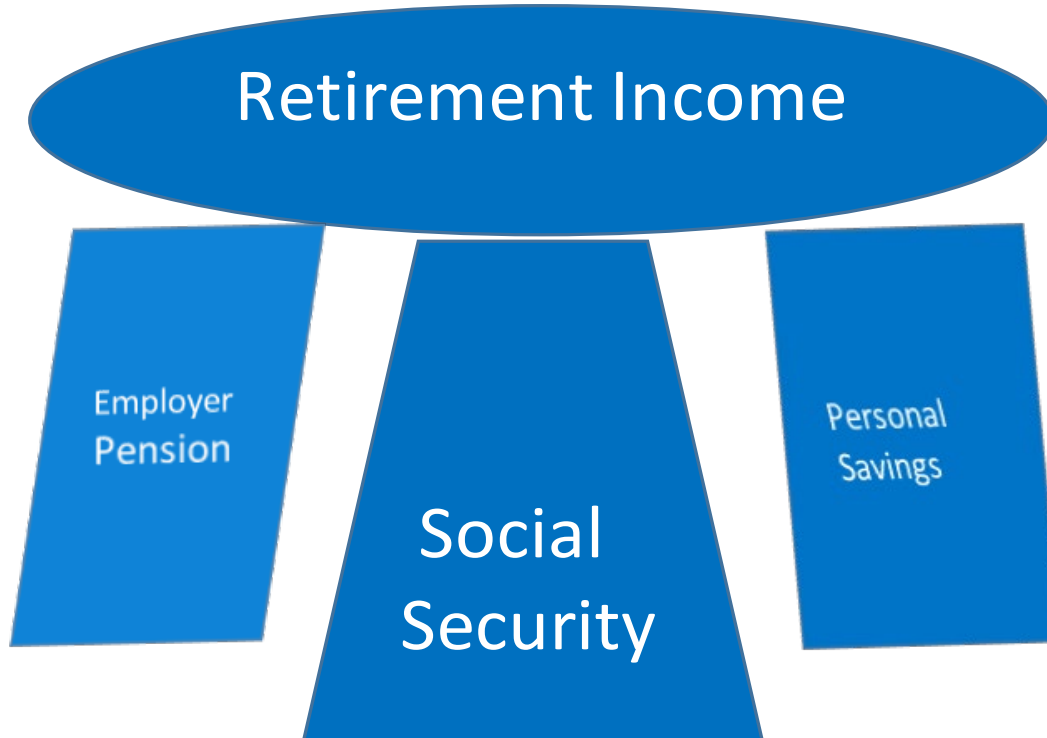 Retirement Income
Employer
Pension
Social
Security
Personal
Savings